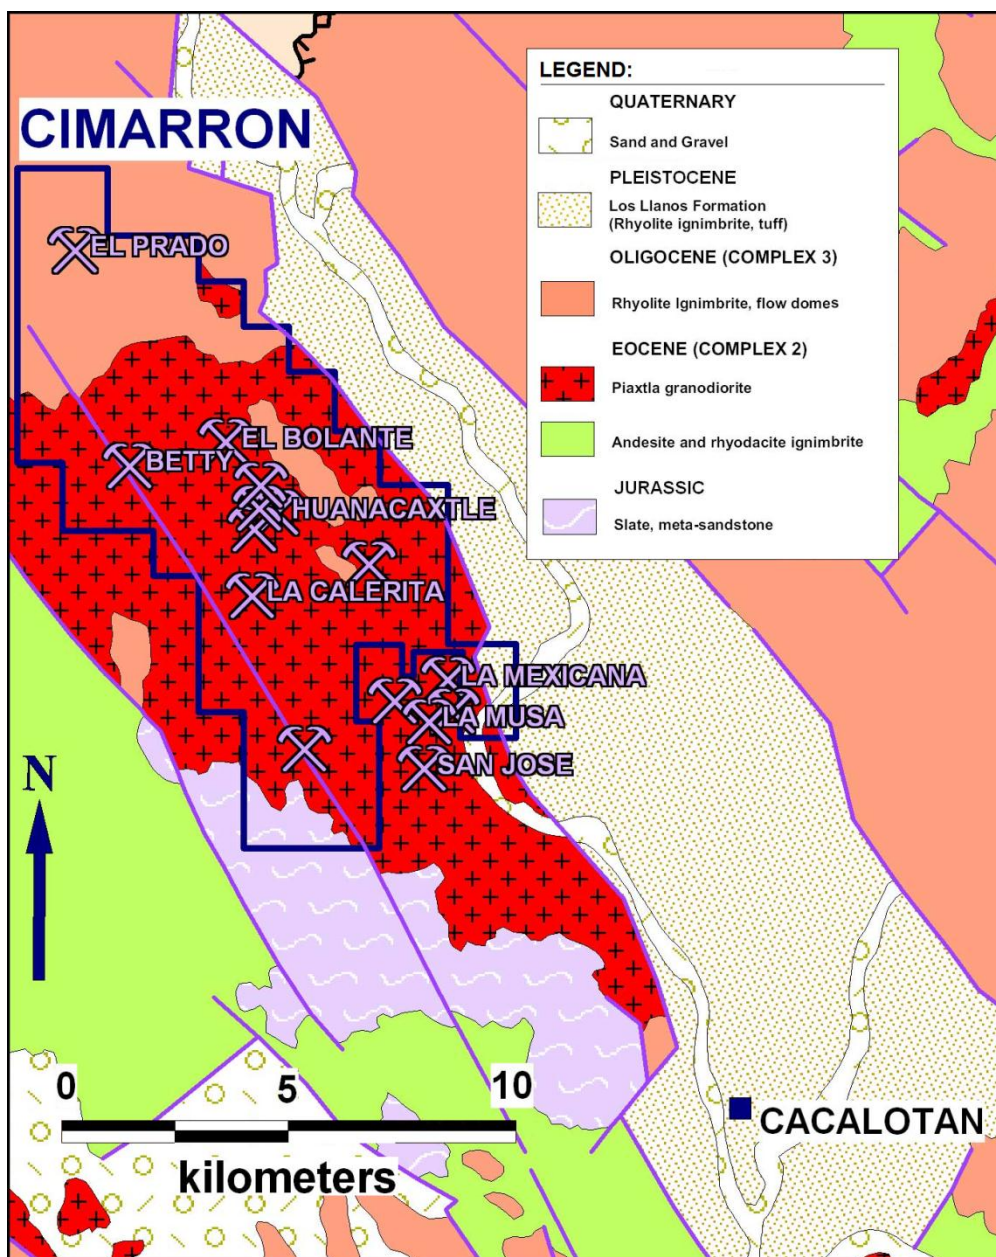 CIMARRON
LEGEND:
QUATERNARY
Sand and Gravel
PLEISTOCENE
Los Llanos Formation
(Rhyolite ignimbrite, tuff)
OLIGOCENE (COMPLEX 3)
Rhyolite Ignimbrite, flow domes
EOCENE (COMPLEX 2)
Piaxtla granodiorite
Andesite and rhyodacite ignimbrite
JURASSIC
Slate, meta-sandstone
EL PRADO
EL BOLANTE
BETTY
HUANACAXTLE
LA CALERITA
LA MEXICANA
LA MUSA
SAN JOSE
N
0 5 10
kilometers
CACALOTAN